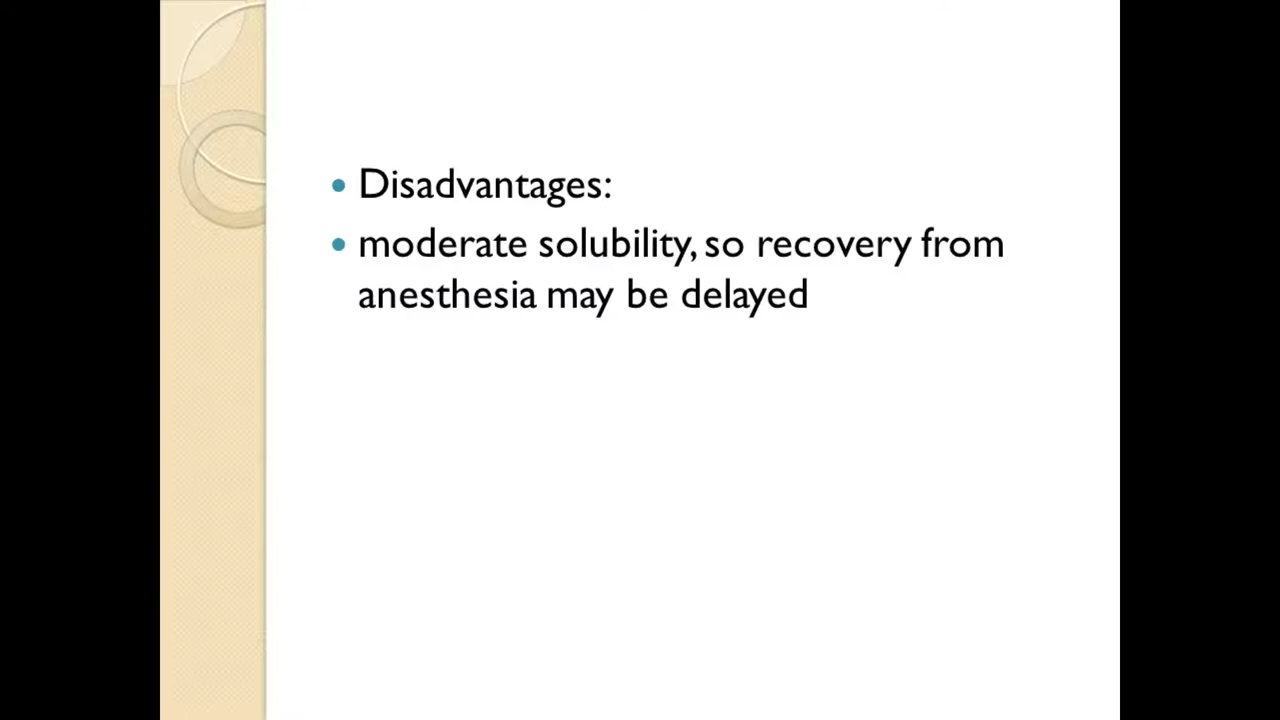 • Disadvantages:
• moderate solubility, so recovery from
anesthesia may be delayed